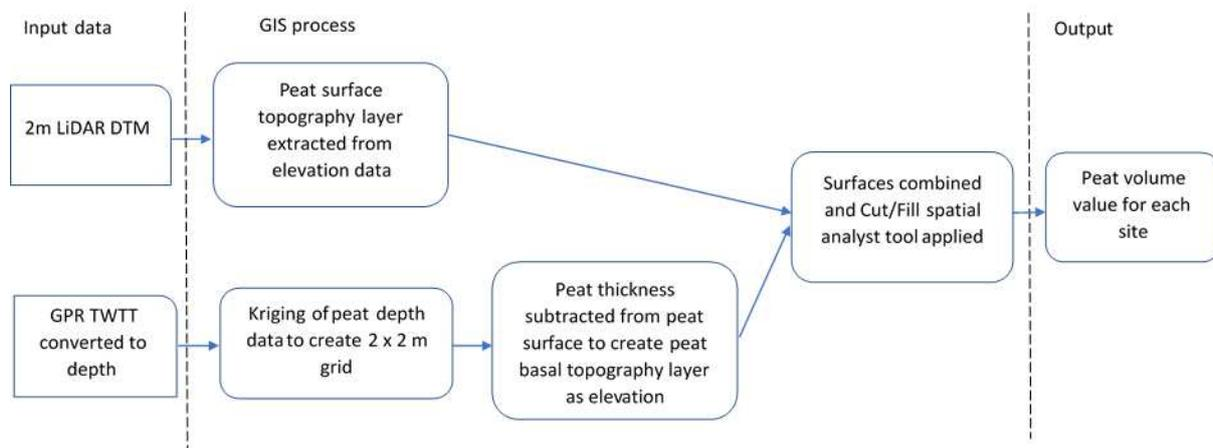 Input data
GIS process
Output
2m LiDAR DTM
Peat surface
topography layer
extracted from
elevation data
Surfaces combined
and Cut/Fill spatial
analyst tool applied
Peat volume
value for each
site
GPR TWTT
converted to
depth
Kriging of peat depth
data to create 2 x 2 m
grid
Peat thickness
subtracted from peat
surface to create peat
basal topography layer
as elevation